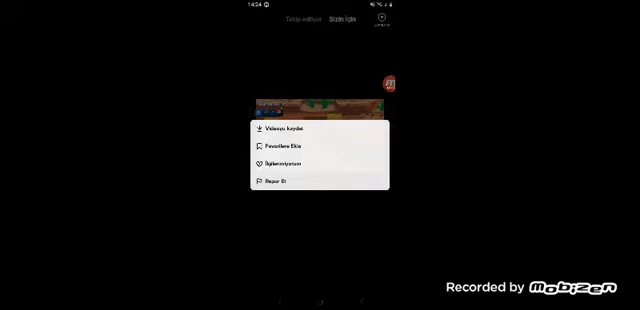 14:24
Takip ediliyor Sizin İçin
Videoyu kaydet
Favorilere Ekle
İlgilenmiyorum
Rapor Et
Recorded by Mobizen